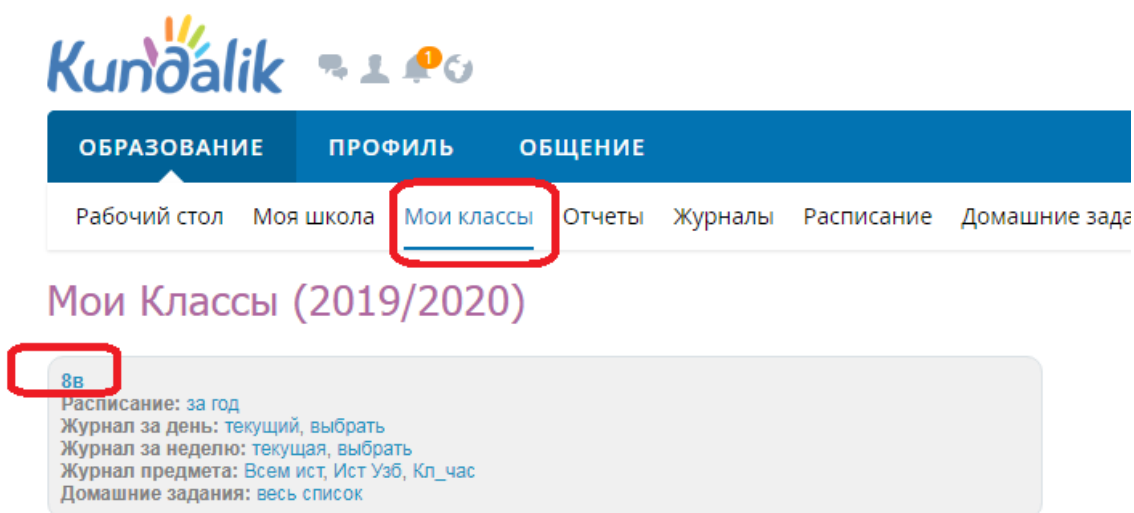 Kundalik 1
ОБРАЗОВАНИЕ ПРОФИЛЬ ОБЩЕНИЕ
Рабочий стол Моя школа Мои классы Отчеты Журналы Расписание Домашние зада
Мои Классы (2019/2020)
8в
Расписание: за год
Журнал за день: текущий, выбрать
Журнал за неделю: текущая, выбрать
Журнал предмета: Всем ист, Ист Узб, Кл_час
Домашние задания: весь список